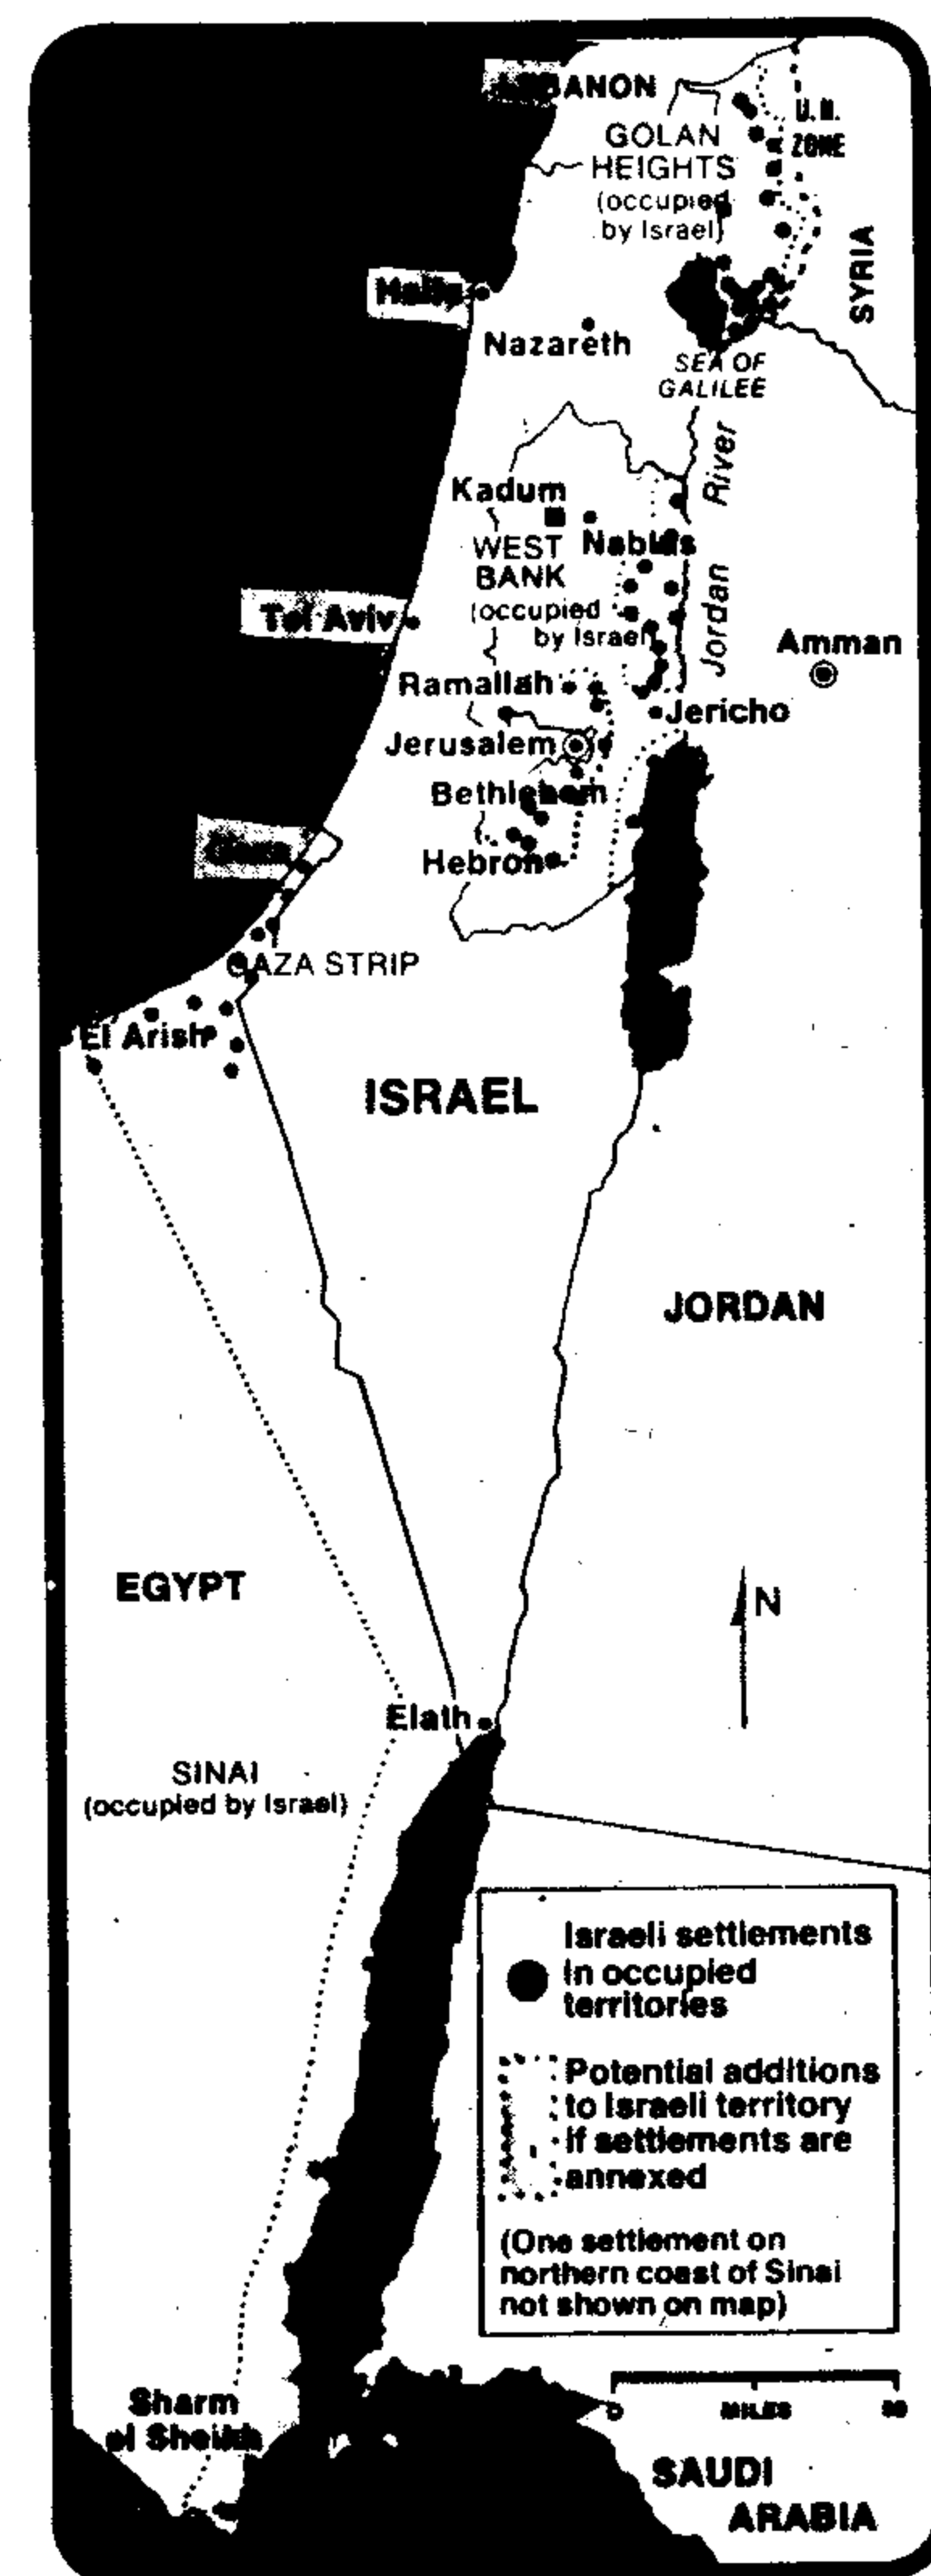 LEBANON
GOLAN
HEIGHTS
(occupied
by Israel)
U.N.
ZONE
SYRIA
Haifa
Nazareth
SEA OF
GALILEE
River
Jordan
Kadum
Nablus
WEST
BANK
(occupied
by Israel)
Tel Aviv
Amman
Ramallah
Jericho
Jerusalem
Bethlehem
Hebron
Gaza
GAZA STRIP
El Arish
ISRAEL
JORDAN
EGYPT
N
Elath
SINAI
(occupied by Israel)
Israeli settlements
in occupied
territories
Potential additions
to Israeli territory
if settlements are
annexed
(One settlement on
northern coast of Sinai
not shown on map)
0 MILES
Sharm
el Sheikh
SAUDI
ARABIA